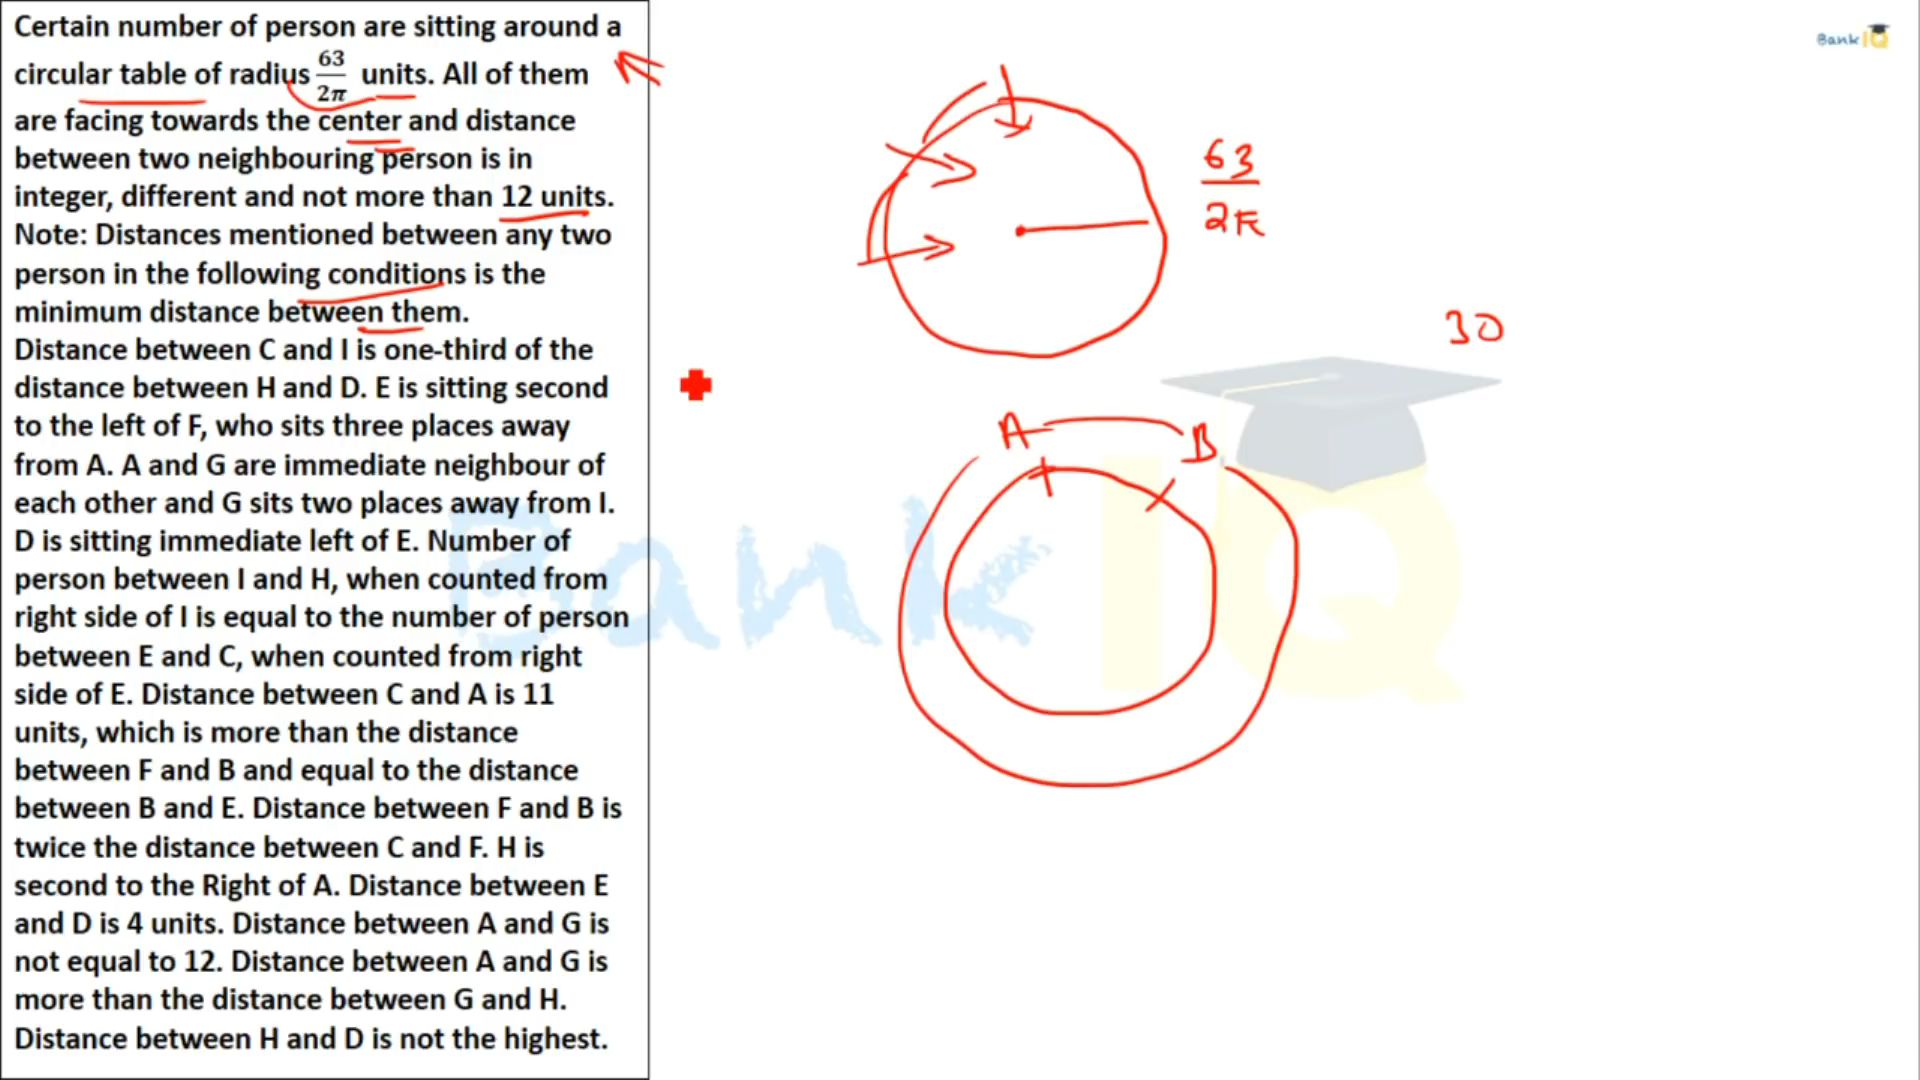 Certain number of person are sitting around a
circular table of radius 63/2π units. All of them
are facing towards the center and distance
between two neighbouring person is in
integer, different and not more than 12 units.
Note: Distances mentioned between any two
person in the following conditions is the
minimum distance between them.
Distance between C and I is one-third of the
distance between H and D. E is sitting second
to the left of F, who sits three places away
from A. A and G are immediate neighbour of
each other and G sits two places away from I.
D is sitting immediate left of E. Number of
person between I and H, when counted from
right side of I is equal to the number of person
between E and C, when counted from right
side of E. Distance between C and A is 11
units, which is more than the distance
between F and B and equal to the distance
between B and E. Distance between F and B is
twice the distance between C and F. H is
second to the Right of A. Distance between E
and D is 4 units. Distance between A and G is
not equal to 12. Distance between A and G is
more than the distance between G and H.
Distance between H and D is not the highest.
Bank IQ
63
2π
30
A B
Bank IQ